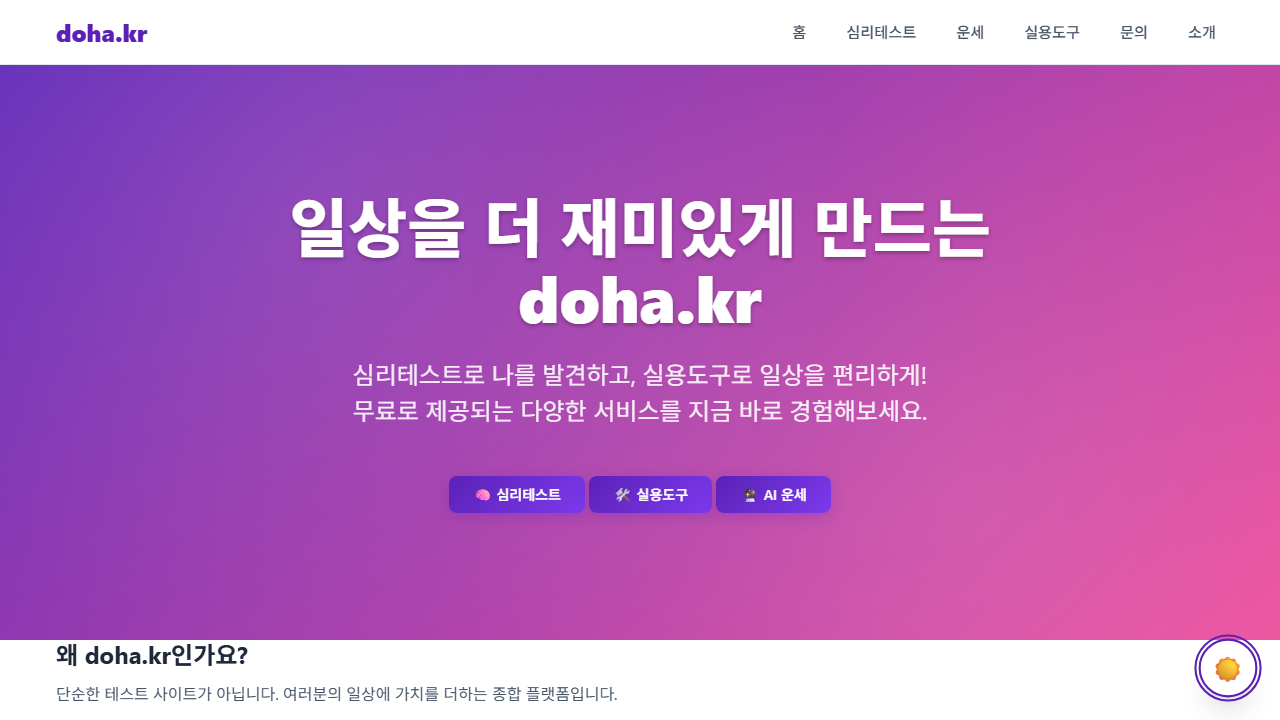 doha.kr
홈
심리테스트
운세
실용도구
문의
소개
일상을 더 재미있게 만드는
doha.kr
심리테스트로 나를 발견하고, 실용도구로 일상을 편리하게!
무료로 제공되는 다양한 서비스를 지금 바로 경험해보세요.
🧠 심리테스트
🛠️ 실용도구
🔮 AI 운세
왜 doha.kr인가요?
단순한 테스트 사이트가 아닙니다. 여러분의 일상에 가치를 더하는 종합 플랫폼입니다.